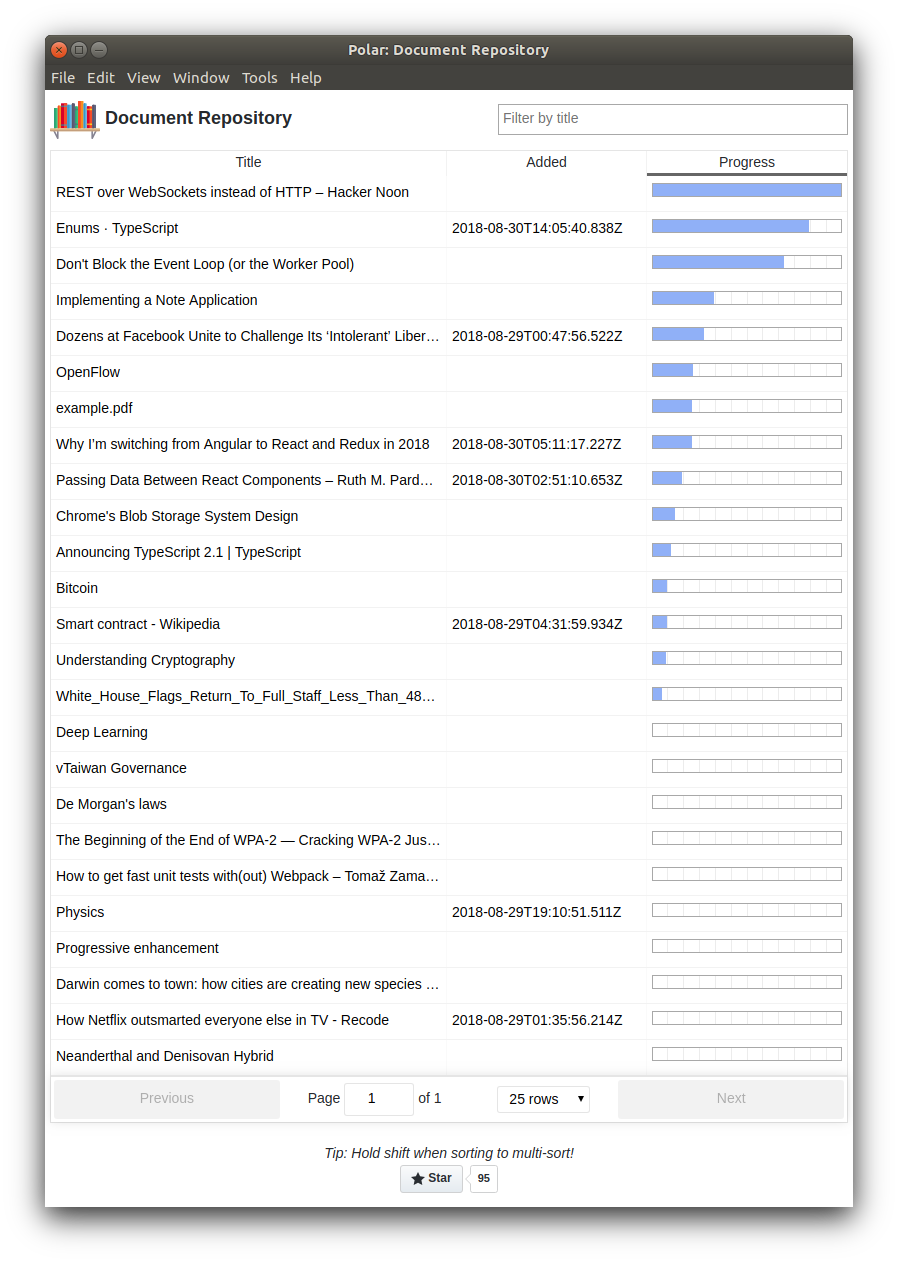 Polar: Document Repository
File Edit View Window Tools Help
Document Repository
Filter by title
Title Added Progress
REST over WebSockets instead of HTTP – Hacker Noon
Enums · TypeScript 2018-08-30T14:05:40.838Z
Don't Block the Event Loop (or the Worker Pool)
Implementing a Note Application
Dozens at Facebook Unite to Challenge Its ‘Intolerant’ Liber… 2018-08-29T00:47:56.522Z
OpenFlow
example.pdf
Why I’m switching from Angular to React and Redux in 2018 2018-08-30T05:11:17.227Z
Passing Data Between React Components – Ruth M. Pard… 2018-08-30T02:51:10.653Z
Chrome's Blob Storage System Design
Announcing TypeScript 2.1 | TypeScript
Bitcoin
Smart contract - Wikipedia 2018-08-29T04:31:59.934Z
Understanding Cryptography
White_House_Flags_Return_To_Full_Staff_Less_Than_48…
Deep Learning
vTaiwan Governance
De Morgan's laws
The Beginning of the End of WPA-2 — Cracking WPA-2 Jus…
How to get fast unit tests with(out) Webpack – Tomaž Zama…
Physics 2018-08-29T19:10:51.511Z
Progressive enhancement
Darwin comes to town: how cities are creating new species …
How Netflix outsmarted everyone else in TV - Recode 2018-08-29T01:35:56.214Z
Neanderthal and Denisovan Hybrid
Previous Page 1 of 1 25 rows Next
Tip: Hold shift when sorting to multi-sort!
Star 95